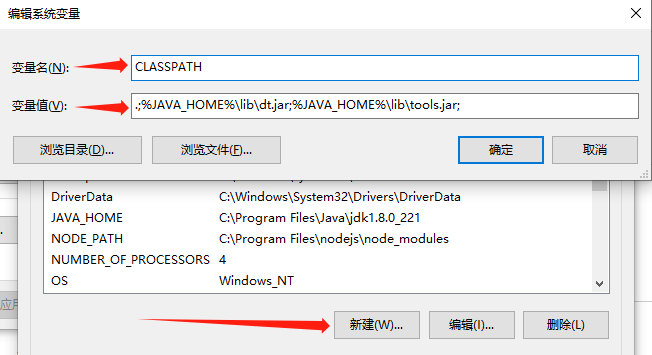 编辑系统变量
变量名(N):
CLASSPATH
变量值(V):
.;%JAVA_HOME%\lib\dt.jar;%JAVA_HOME%\lib\tools.jar;
浏览目录(D)...
浏览文件(F)...
确定
取消
DriverData C:\Windows\System32\Drivers\DriverData
JAVA_HOME C:\Program Files\Java\jdk1.8.0_221
NODE_PATH C:\Program Files\nodejs\node_modules
NUMBER_OF_PROCESSORS 4
OS Windows_NT
新建(W)...
编辑(I)...
删除(L)